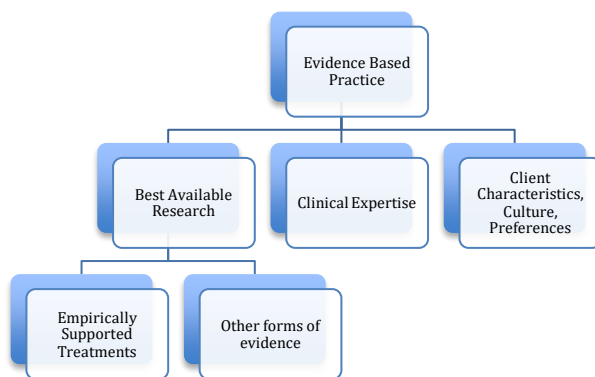 Evidence Based
Practice
Best Available
Research
Clinical Expertise
Client
Characteristics,
Culture,
Preferences
Empirically
Supported
Treatments
Other forms of
evidence